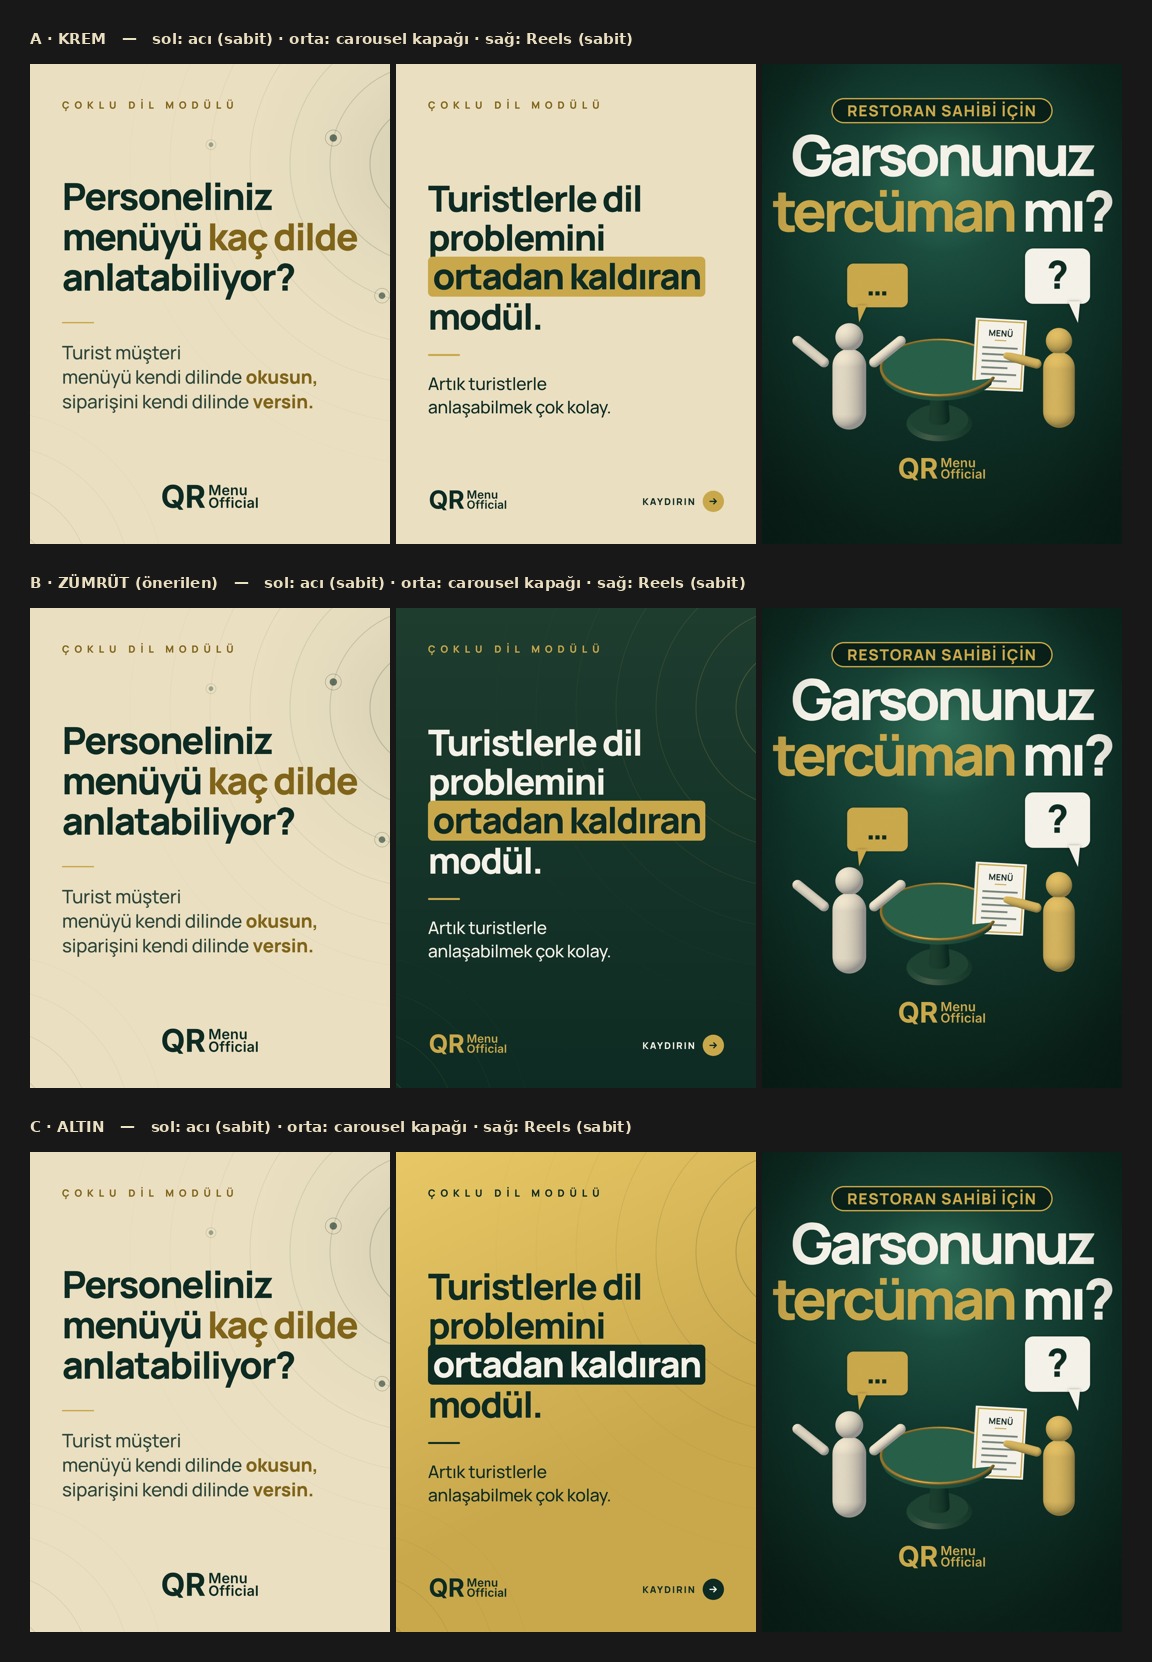 A · KREM — sol: acı (sabit) · orta: carousel kapağı · sağ: Reels (sabit)
ÇOKLU DİL MODÜLÜ
Personeliniz
menüyü kaç dilde
anlatabiliyor?
Turist müşteri
menüyü kendi dilinde okusun,
siparişini kendi dilinde versin.
QR Menu
Official
ÇOKLU DİL MODÜLÜ
Turistlerle dil
problemini
ortadan kaldıran
modül.
Artık turistlerle
anlaşabilmek çok kolay.
QR Menu
Official
KAYDIRIN
RESTORAN SAHİBİ İÇİN
Garsonunuz
tercüman mı?
...
?
MENÜ
QR Menu
Official
B · ZÜMRÜT (önerilen) — sol: acı (sabit) · orta: carousel kapağı · sağ: Reels (sabit)
ÇOKLU DİL MODÜLÜ
Personeliniz
menüyü kaç dilde
anlatabiliyor?
Turist müşteri
menüyü kendi dilinde okusun,
siparişini kendi dilinde versin.
QR Menu
Official
ÇOKLU DİL MODÜLÜ
Turistlerle dil
problemini
ortadan kaldıran
modül.
Artık turistlerle
anlaşabilmek çok kolay.
QR Menu
Official
KAYDIRIN
RESTORAN SAHİBİ İÇİN
Garsonunuz
tercüman mı?
...
?
MENÜ
QR Menu
Official
C · ALTIN — sol: acı (sabit) · orta: carousel kapağı · sağ: Reels (sabit)
ÇOKLU DİL MODÜLÜ
Personeliniz
menüyü kaç dilde
anlatabiliyor?
Turist müşteri
menüyü kendi dilinde okusun,
siparişini kendi dilinde versin.
QR Menu
Official
ÇOKLU DİL MODÜLÜ
Turistlerle dil
problemini
ortadan kaldıran
modül.
Artık turistlerle
anlaşabilmek çok kolay.
QR Menu
Official
KAYDIRIN
RESTORAN SAHİBİ İÇİN
Garsonunuz
tercüman mı?
...
?
MENÜ
QR Menu
Official